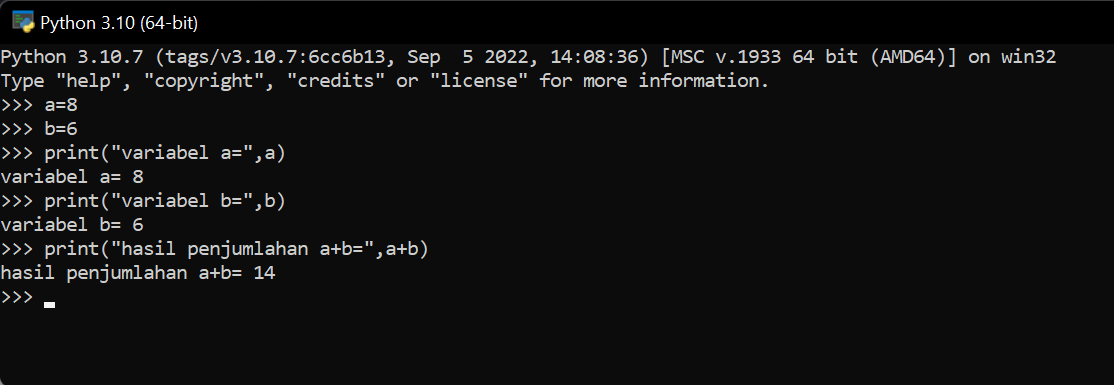 Python 3.10 (64-bit)
Python 3.10.7 (tags/v3.10.7:6cc6b13, Sep  5 2022, 14:08:36) [MSC v.1933 64 bit (AMD64)] on win32
Type "help", "copyright", "credits" or "license" for more information.
>>> a=8
>>> b=6
>>> print("variabel a=",a)
variabel a= 8
>>> print("variabel b=",b)
variabel b= 6
>>> print("hasil penjumlahan a+b=",a+b)
hasil penjumlahan a+b= 14
>>>